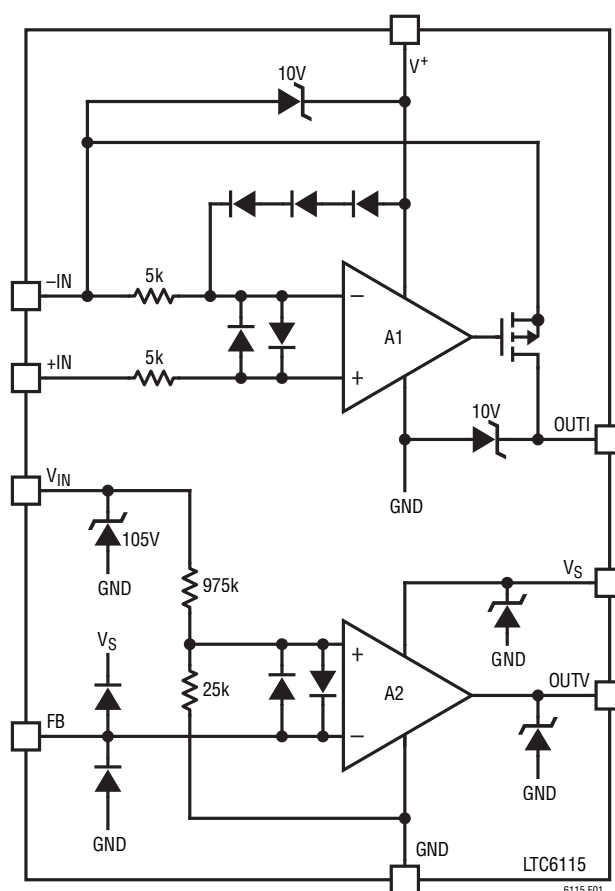 V+
10V
–IN
5k
–
A1
+IN
5k
+
10V
OUTI
GND
VIN
105V
GND
975k
VS
GND
VS
25k
+
A2
–
OUTV
FB
GND
GND
GND
LTC6115
6115 F01